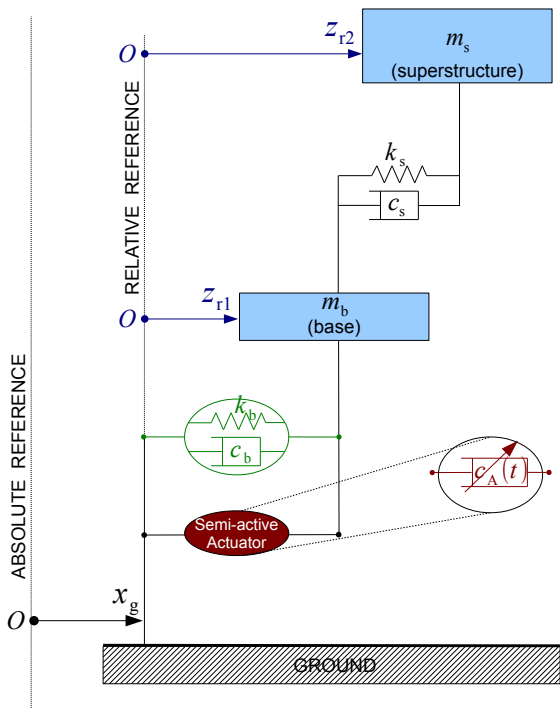 O
z_r2
m_s
(superstructure)
RELATIVE REFERENCE
k_s
c_s
O
z_r1
m_b
(base)
ABSOLUTE REFERENCE
k_b
c_b
c_A(t)
Semi-active
Actuator
O
x_g
GROUND